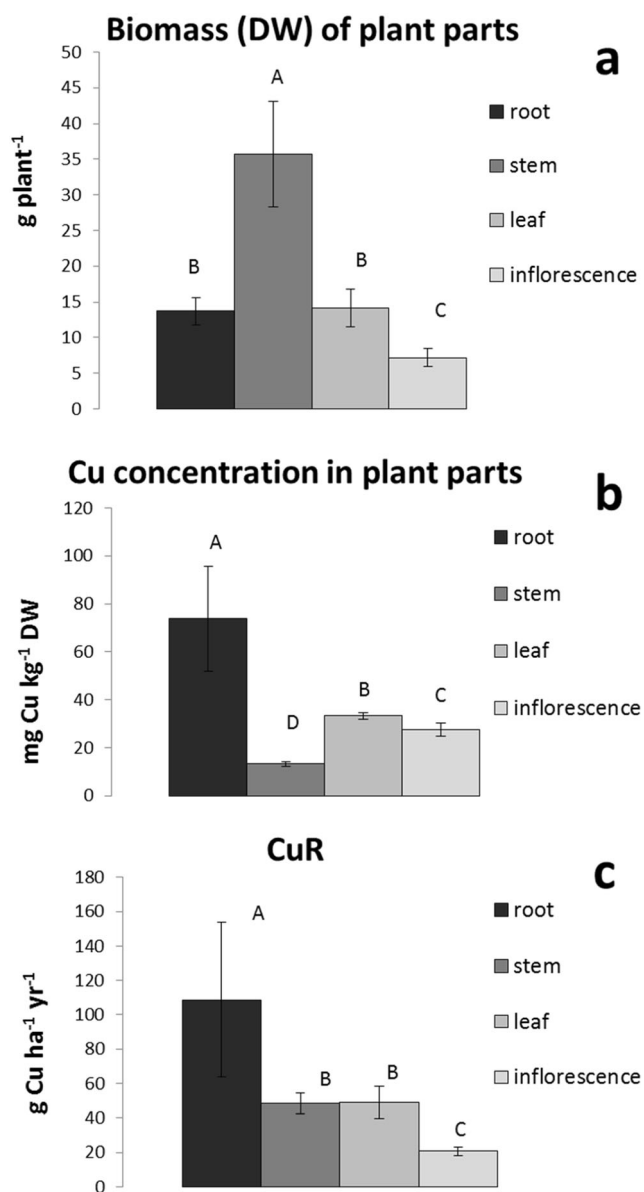 Biomass (DW) of plant parts
a
50
45
40
35
30
25
20
15
10
5
0
g plant⁻¹
B
A
B
C
root
stem
leaf
inflorescence
Cu concentration in plant parts
b
120
100
80
60
40
20
0
mg Cu kg⁻¹ DW
A
D
B
C
root
stem
leaf
inflorescence
CuR
c
180
160
140
120
100
80
60
40
20
0
g Cu ha⁻¹ yr⁻¹
A
B
B
C
root
stem
leaf
inflorescence